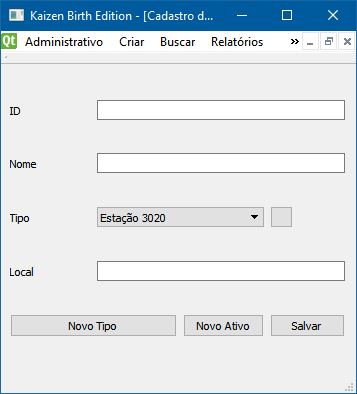 Kaizen Birth Edition - [Cadastro d...
Qt Administrativo Criar Buscar Relatórios »
ID
Nome
Tipo Estação 3020
Local
Novo Tipo Novo Ativo Salvar